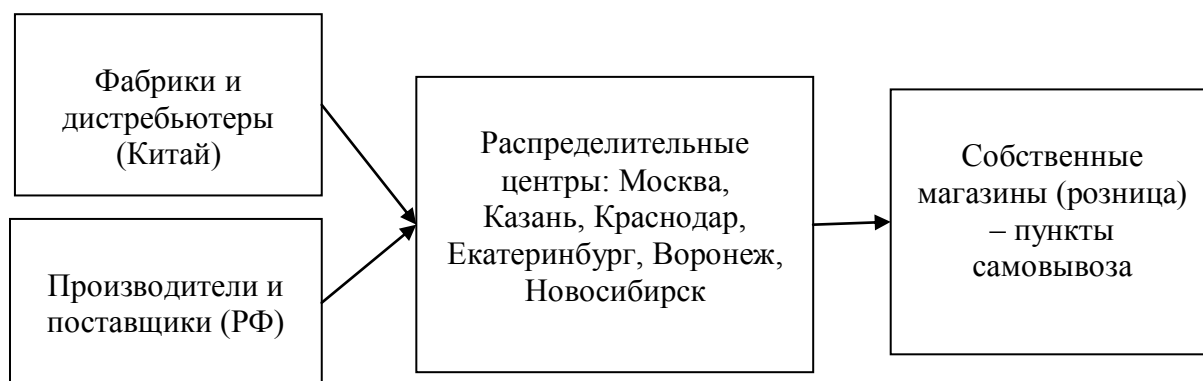 Фабрики и
дистребьютеры
(Китай)
Производители и
поставщики (РФ)
Распределительные
центры: Москва,
Казань, Краснодар,
Екатеринбург, Воронеж,
Новосибирск
Собственные
магазины (розница)
– пункты
самовывоза